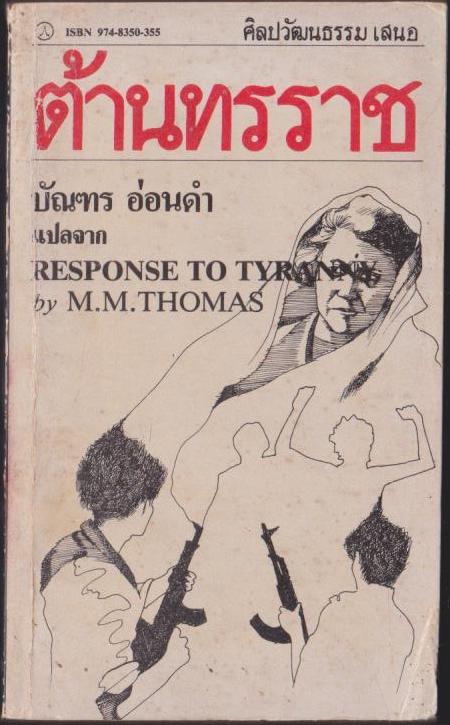 ISBN 974-8350-355
ศิลปวัฒนธรรม เสนอ
ต้านทรราช
บัณฑร อ่อนดำ
แปลจาก
RESPONSE TO TYRANNY
by M.M.THOMAS